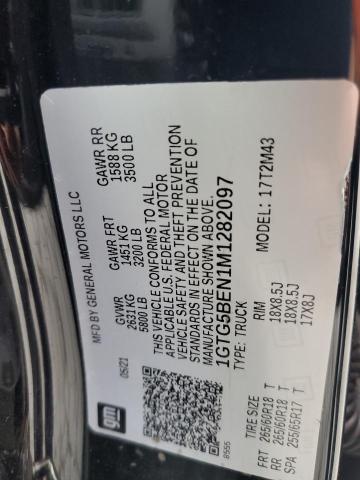 MFD BY GENERAL MOTORS LLC
05/21
GVWR
2631 KG
5800 LB
GAWR FRT
1451 KG
3200 LB
GAWR RR
1588 KG
3500 LB
THIS VEHICLE CONFORMS TO ALL
APPLICABLE U.S. FEDERAL MOTOR
VEHICLE SAFETY AND THEFT PREVENTION
STANDARDS IN EFFECT ON THE DATE OF
MANUFACTURE SHOWN ABOVE.
1GTG5BEN1M1282097
TYPE: TRUCK
MODEL: 17T2M43
gm
8555
TIRE SIZE RIM
FRT 265/60R18 T 18X8.5J
RR 265/60R18 T 18X8.5J
SPA 255/65R17 T 17X8J